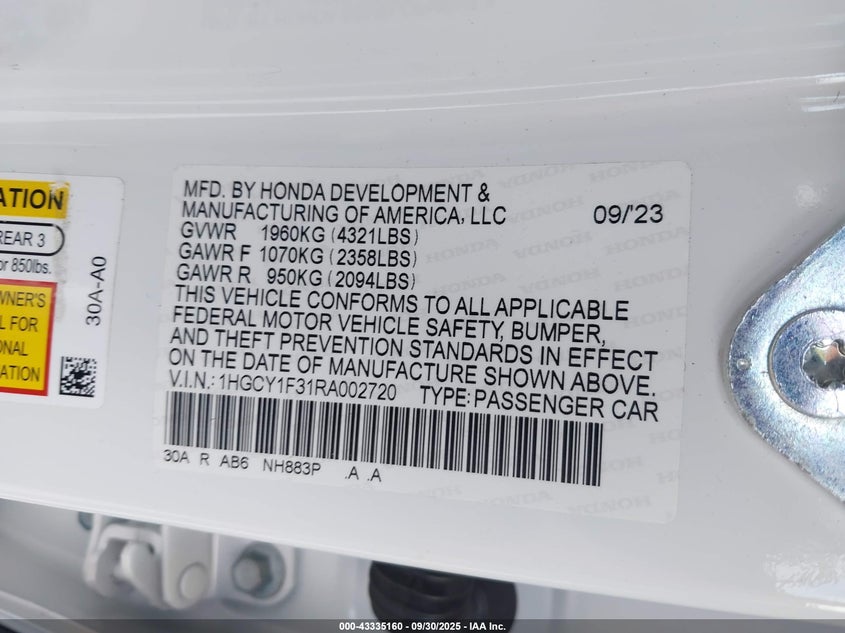 ATION
REAR 3
or 850lbs.
WNER'S
L FOR
ONAL
MATION
30A-A0
MFD. BY HONDA DEVELOPMENT &
MANUFACTURING OF AMERICA, LLC 09/'23
GVWR 1960KG (4321LBS)
GAWR F 1070KG (2358LBS)
GAWR R 950KG (2094LBS)
THIS VEHICLE CONFORMS TO ALL APPLICABLE
FEDERAL MOTOR VEHICLE SAFETY, BUMPER,
AND THEFT PREVENTION STANDARDS IN EFFECT
ON THE DATE OF MANUFACTURE SHOWN ABOVE.
V.I.N.: 1HGCY1F31RA002720 TYPE: PASSENGER CAR
30A R AB6 NH883P .A .A
000-43335160 - 09/30/2025 - IAA Inc.